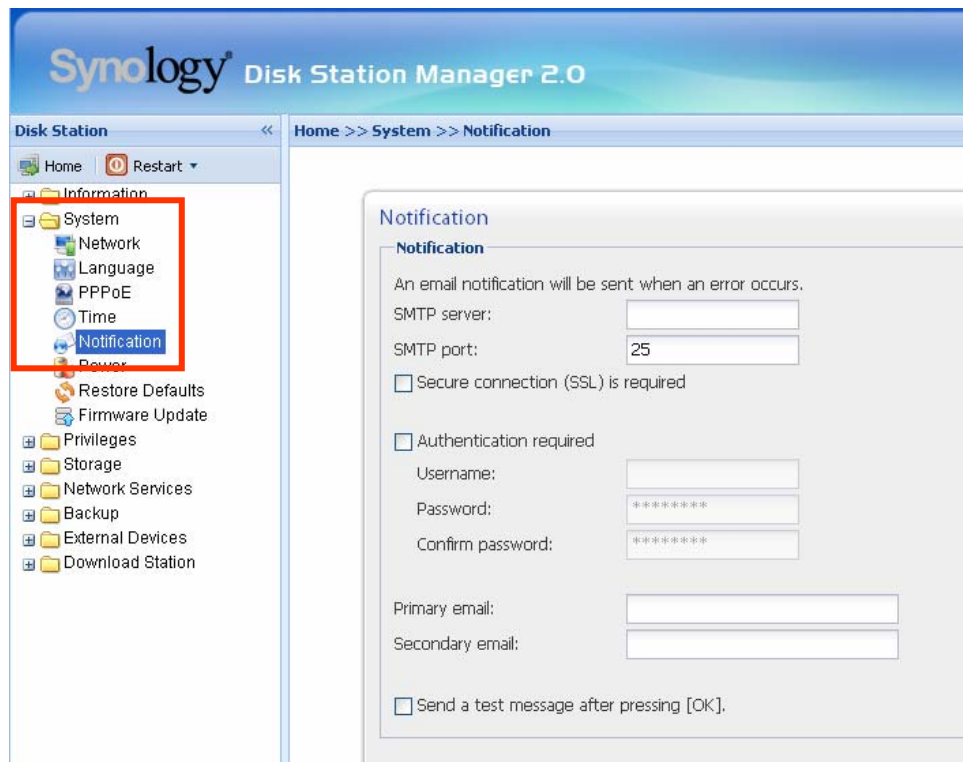 Synology Disk Station Manager 2.0
Disk Station «
Home >> System >> Notification
Home Restart
Information
System
Network
Language
PPPoE
Time
Notification
Power
Restore Defaults
Firmware Update
Privileges
Storage
Network Services
Backup
External Devices
Download Station
Notification
Notification
An email notification will be sent when an error occurs.
SMTP server:
SMTP port: 25
Secure connection (SSL) is required
Authentication required
Username:
Password: ********
Confirm password: ********
Primary email:
Secondary email:
Send a test message after pressing [OK].